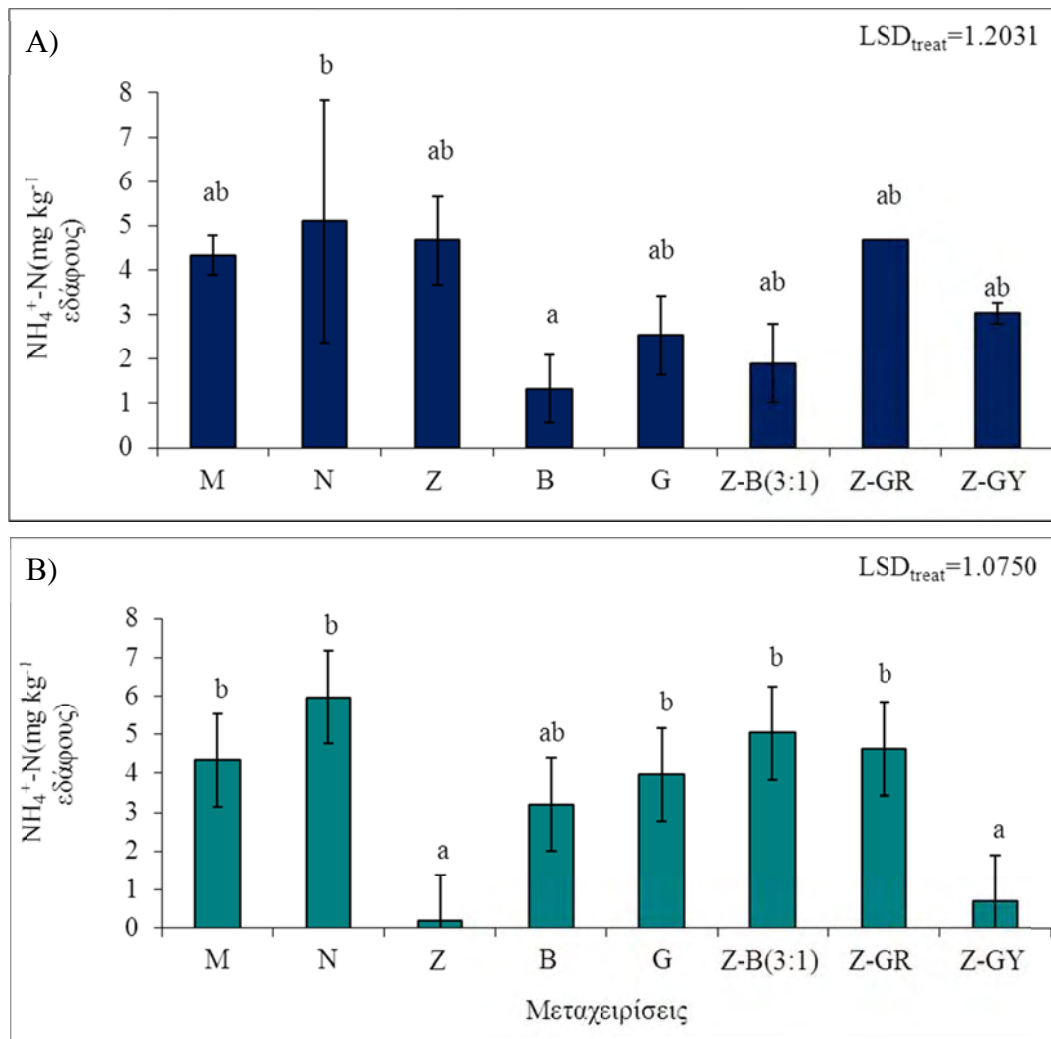 A)
LSDtreat=1.2031
NH4+-N(mg kg-1
εδάφους)
8
7
6
5
4
3
2
1
0
ab
b
ab
a
ab
ab
ab
ab
M N Z B G Z-B(3:1) Z-GR Z-GY
B)
LSDtreat=1.0750
NH4+-N(mg kg-1
εδάφους)
8
7
6
5
4
3
2
1
0
b
b
a
ab
b
b
b
a
M N Z B G Z-B(3:1) Z-GR Z-GY
Μεταχειρίσεις